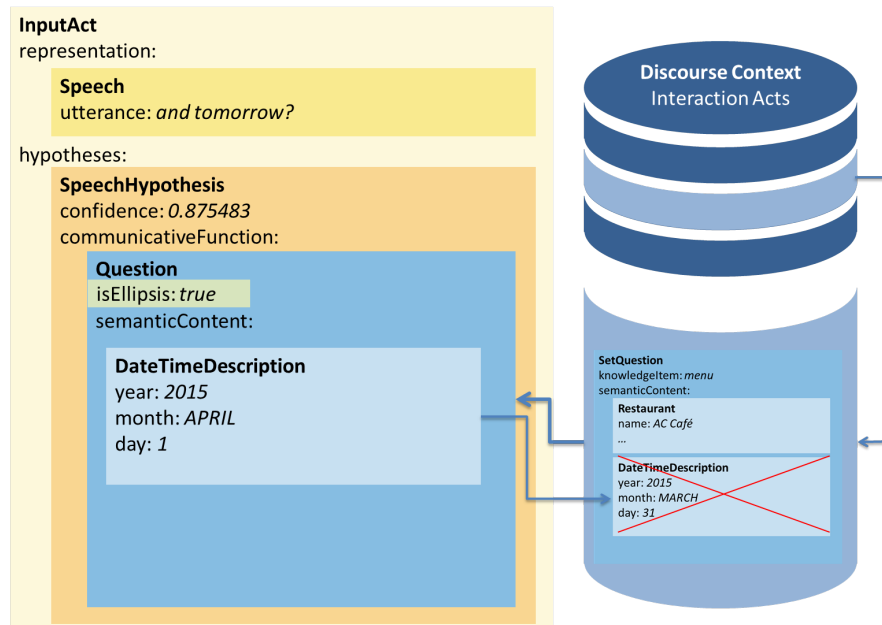 InputAct
representation:
Speech
utterance: and tomorrow?
hypotheses:
SpeechHypothesis
confidence: 0.875483
communicativeFunction:
Question
isEllipsis: true
semanticContent:
DateTimeDescription
year: 2015
month: APRIL
day: 1
Discourse Context
Interaction Acts
SetQuestion
knowledgeItem: menu
semanticContent:
Restaurant
name: AC Café
...
DateTimeDescription
year: 2015
month: MARCH
day: 31